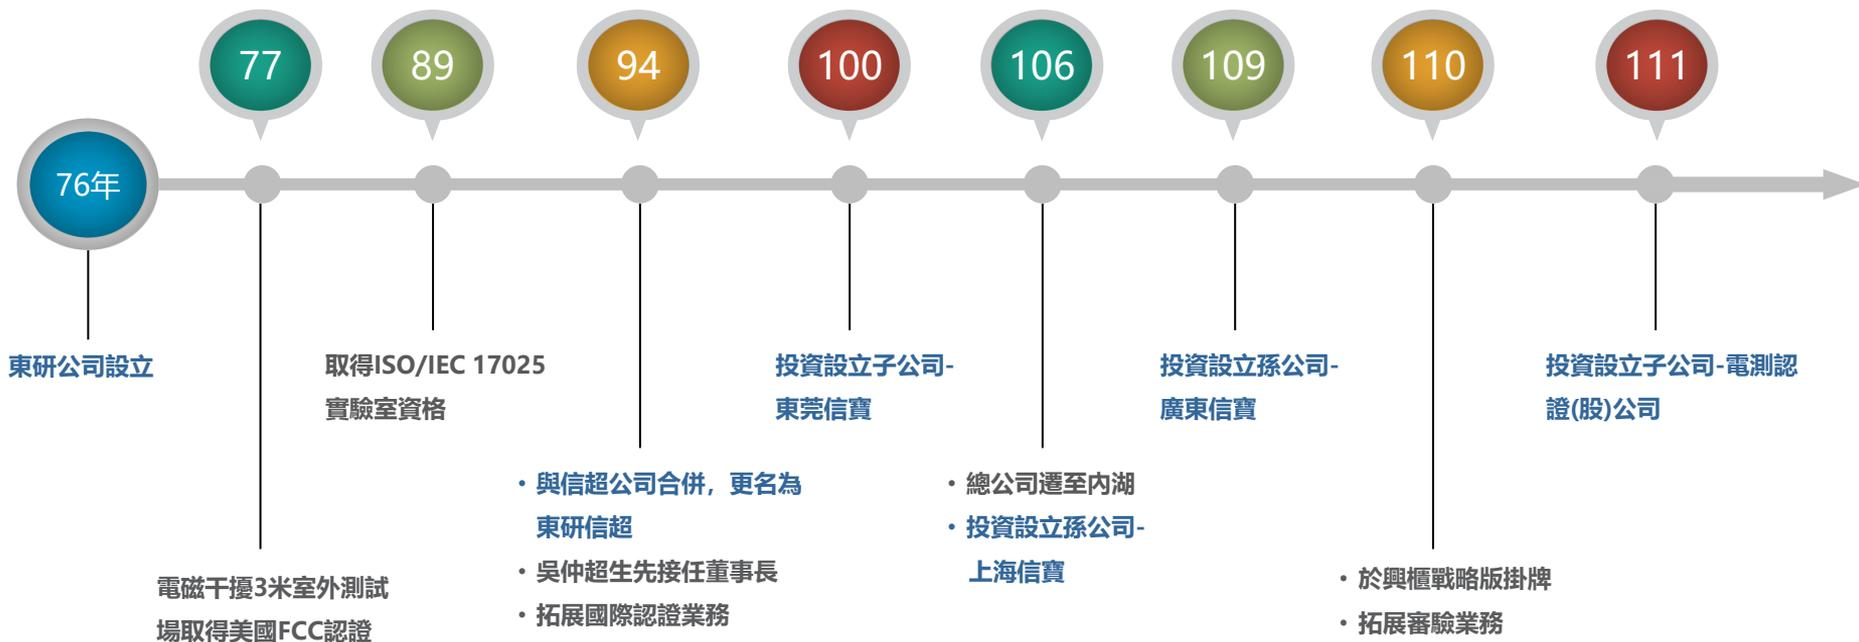 77
89
94
100
106
109
110
111
76年
東研公司設立
電磁干擾3米室外測試
場取得美國FCC認證
取得ISO/IEC 17025
實驗室資格
•與信超公司合併，更名為
東研信超
•吳仲超生先接任董事長
•拓展國際認證業務
投資設立子公司-
東莞信寶
•總公司遷至內湖
•投資設立孫公司-
上海信寶
投資設立孫公司-
廣東信寶
•於興櫃戰略版掛牌
•拓展審驗業務
投資設立子公司-電測認
證(股)公司